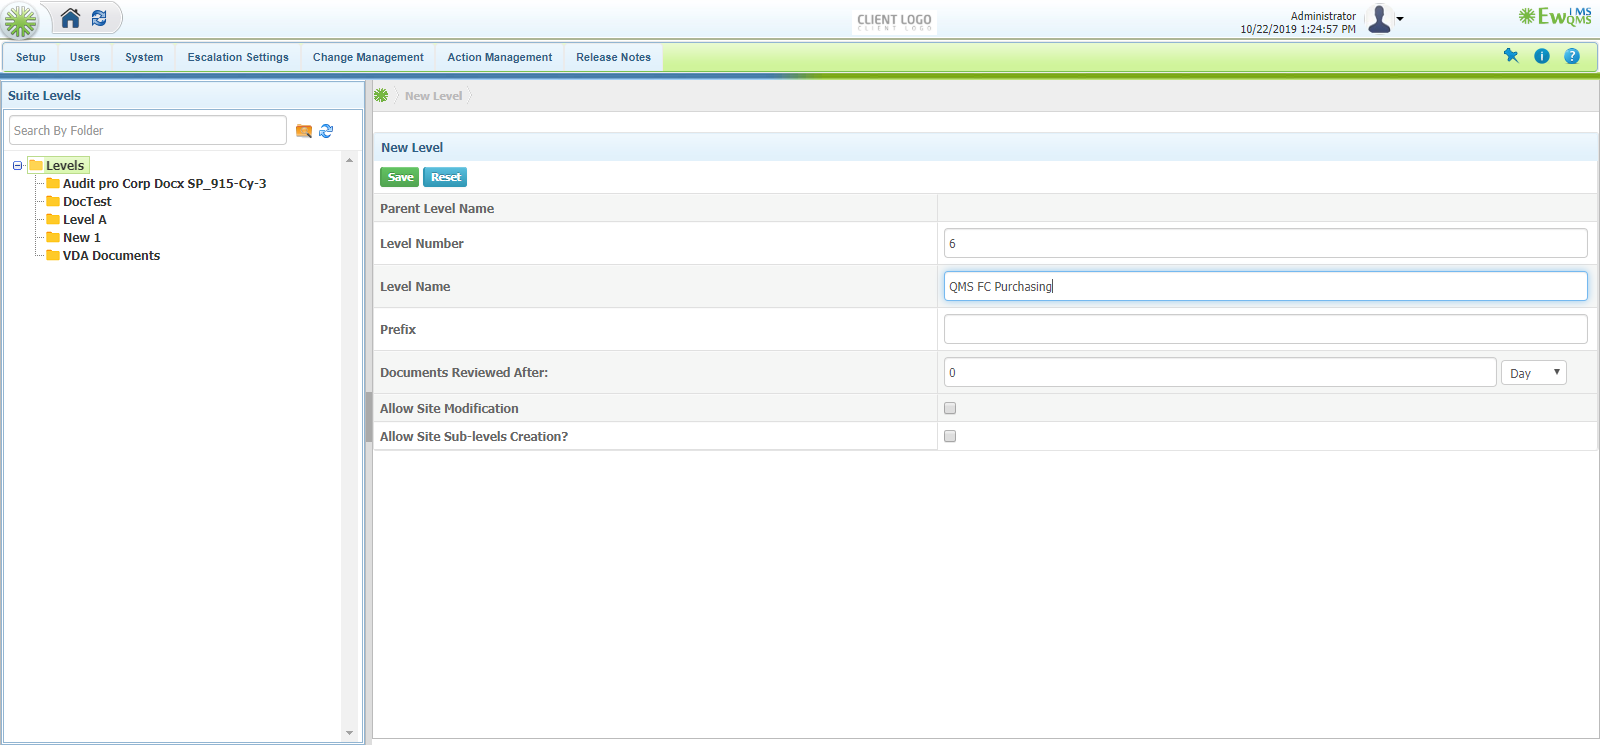 CLIENT LOGO
CLIENT LOGO
Administrator
10/22/2019 1:24:57 PM
EwQMS
LMS
Setup Users System Escalation Settings Change Management Action Management Release Notes
Suite Levels
Search By Folder
Levels
Audit pro Corp Docx SP_915-Cy-3
DocTest
Level A
New 1
VDA Documents
New Level
New Level
Save Reset
Parent Level Name
Level Number 6
Level Name QMS FC Purchasing
Prefix
Documents Reviewed After: 0 Day
Allow Site Modification
Allow Site Sub-levels Creation?